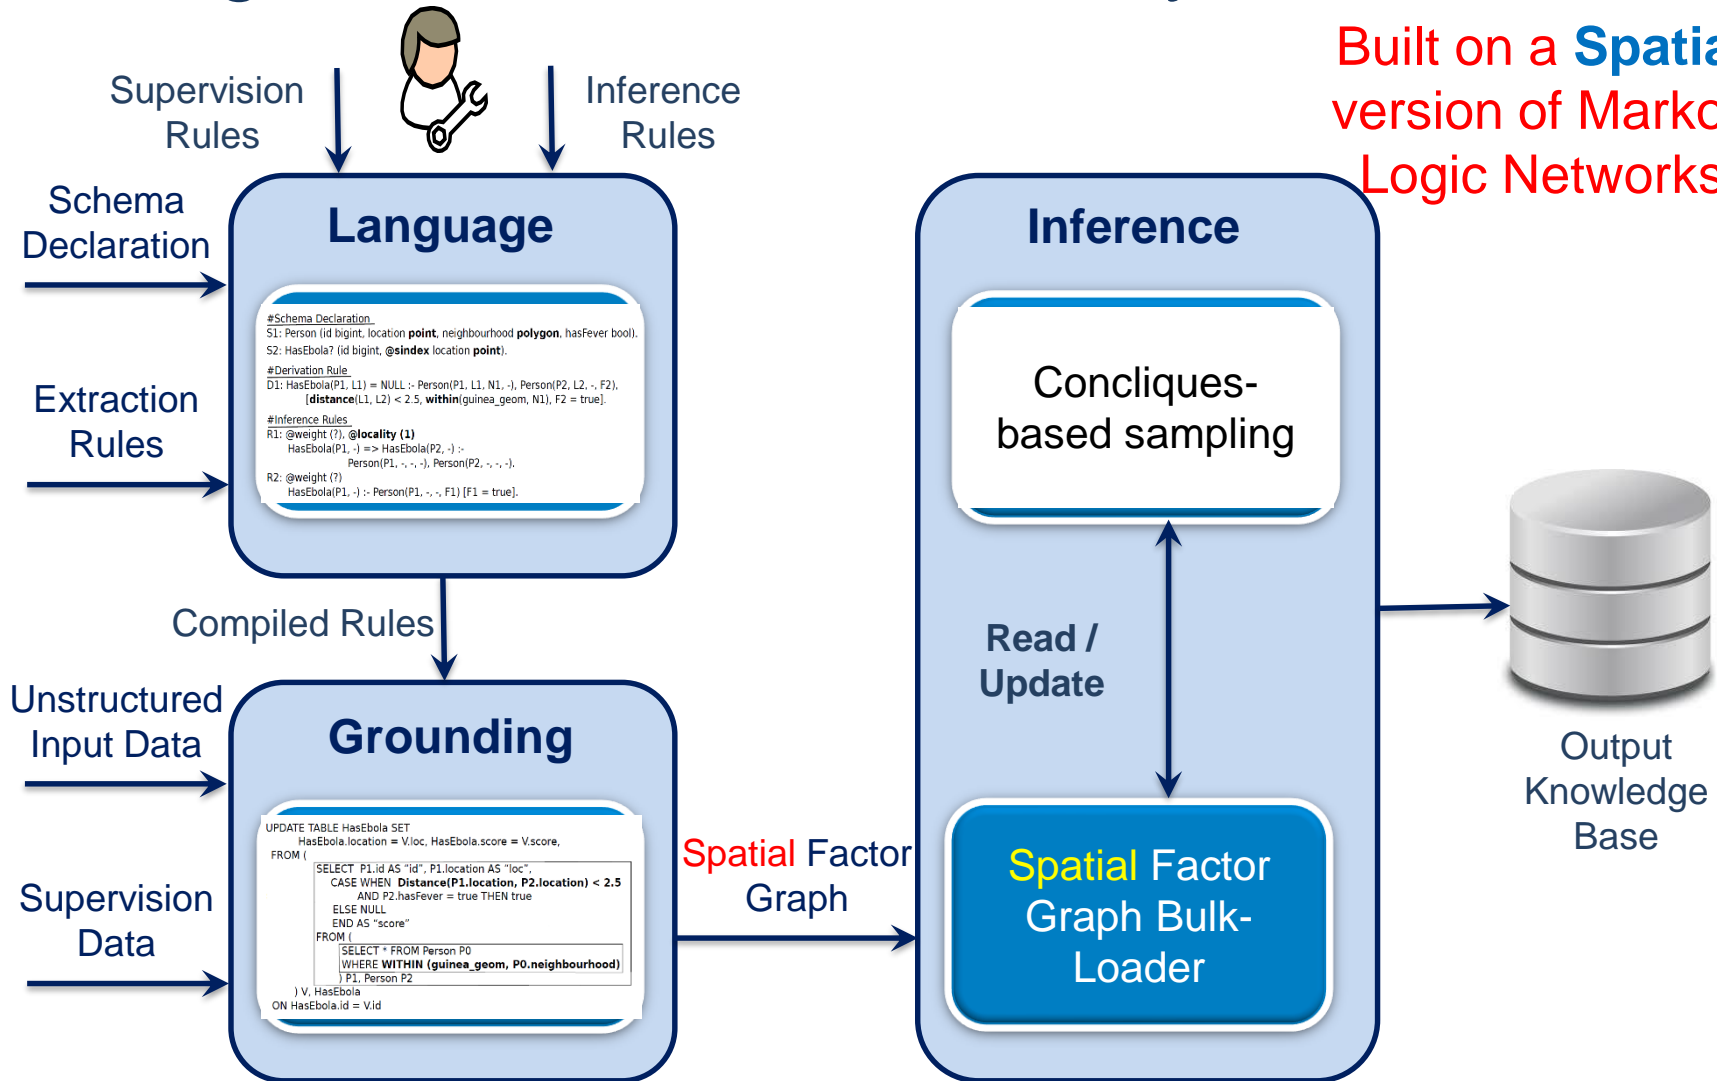 Built on a Spatia
version of Marko
Logic Networks
Supervision
Rules
Inference
Rules
Schema
Declaration
Extraction
Rules
Language
#Schema Declaration
S1: Person (id bigint, location point, neighbourhood polygon, hasFever bool).
S2: HasEbola? (id bigint, @sindex location point).
#Derivation Rule
D1: HasEbola(P1, L1) = NULL :- Person(P1, L1, N1, -), Person(P2, L2, -, F2),
[distance(L1, L2) < 2.5, within(guinea_geom, N1), F2 = true].
#Inference Rules
R1: @weight (?), @locality (1)
HasEbola(P1, -) => HasEbola(P2, -) :-
Person(P1, -, -, -), Person(P2, -, -, -).
R2: @weight (?)
HasEbola(P1, -) :- Person(P1, -, -, F1) [F1 = true].
Compiled Rules
Unstructured
Input Data
Supervision
Data
Grounding
UPDATE TABLE HasEbola SET
HasEbola.location = V.loc, HasEbola.score = V.score,
FROM (
SELECT P1.id AS "id", P1.location AS "loc",
CASE WHEN Distance(P1.location, P2.location) < 2.5
AND P2.hasFever = true THEN true
ELSE NULL
END AS "score"
FROM (
SELECT * FROM Person P0
WHERE WITHIN (guinea_geom, P0.neighbourhood)
) P1, Person P2
) V, HasEbola
ON HasEbola.id = V.id
Spatial Factor
Graph
Inference
Concliques-
based sampling
Read /
Update
Spatial Factor
Graph Bulk-
Loader
Output
Knowledge
Base